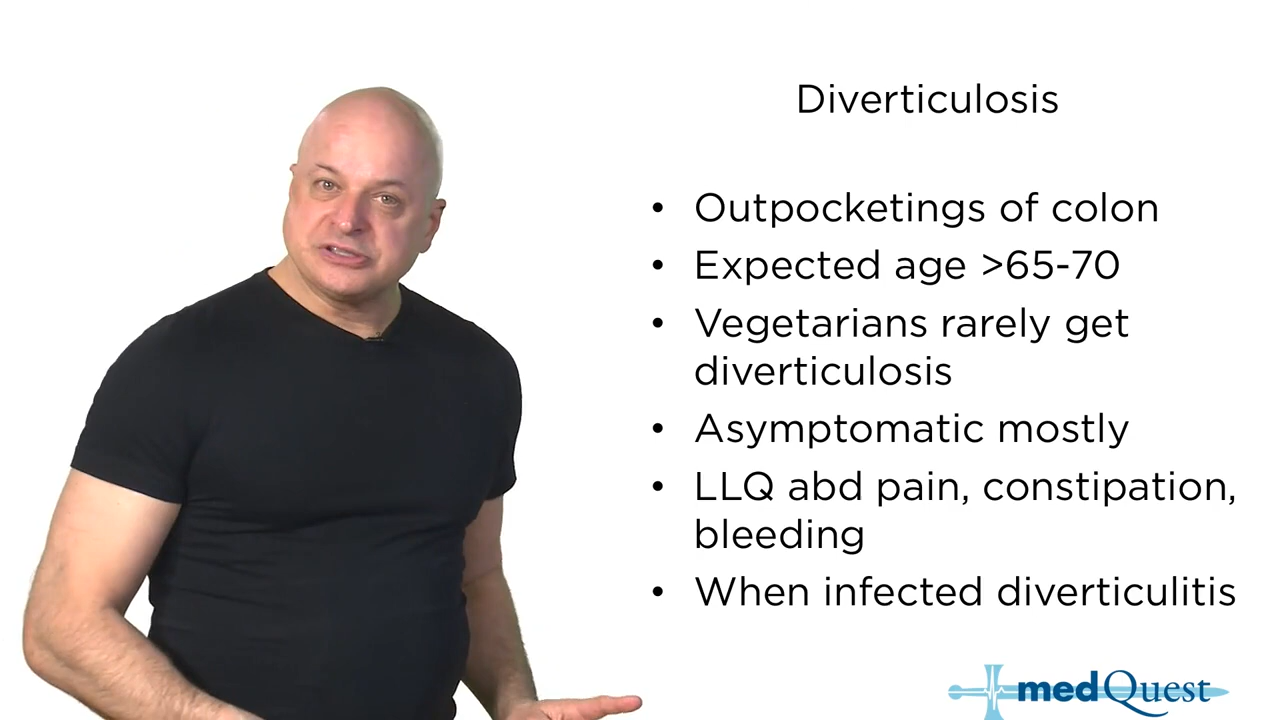 Diverticulosis
• Outpocketings of colon
• Expected age >65-70
• Vegetarians rarely get
diverticulosis
• Asymptomatic mostly
• LLQ abd pain, constipation,
bleeding
• When infected diverticulitis
medQuest